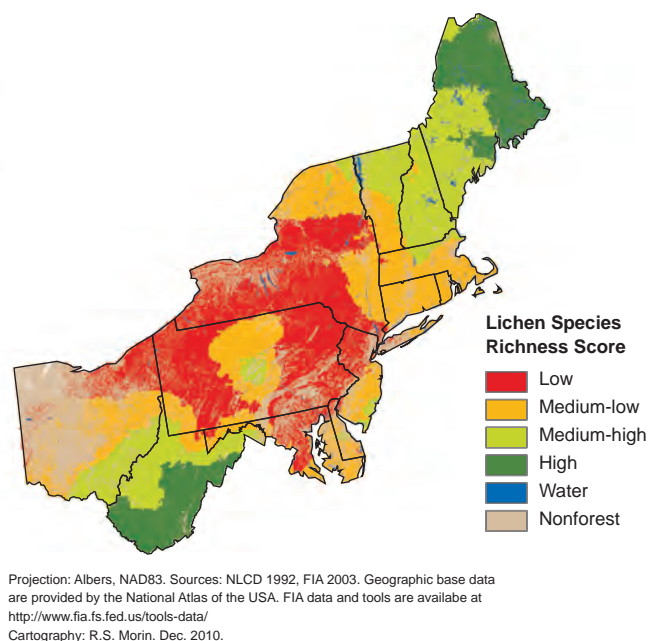 Lichen Species
Richness Score
Low
Medium-low
Medium-high
High
Water
Nonforest
Projection: Albers, NAD83. Sources: NLCD 1992, FIA 2003. Geographic base data
are provided by the National Atlas of the USA. FIA data and tools are availabe at
http://www.fia.fs.fed.us/tools-data/
Cartography: R.S. Morin. Dec. 2010.